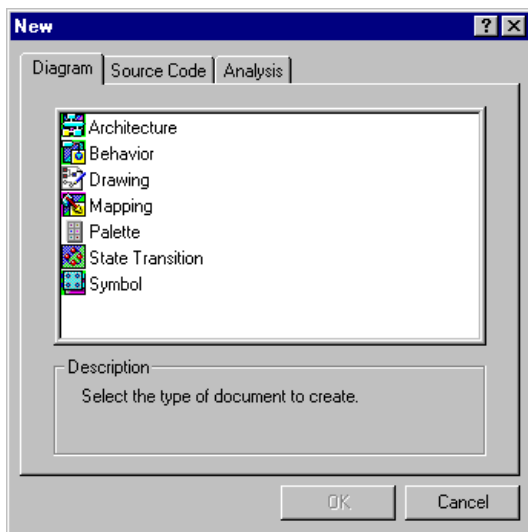 New
Diagram Source Code Analysis
Architecture
Behavior
Drawing
Mapping
Palette
State Transition
Symbol
Description
Select the type of document to create.
OK Cancel